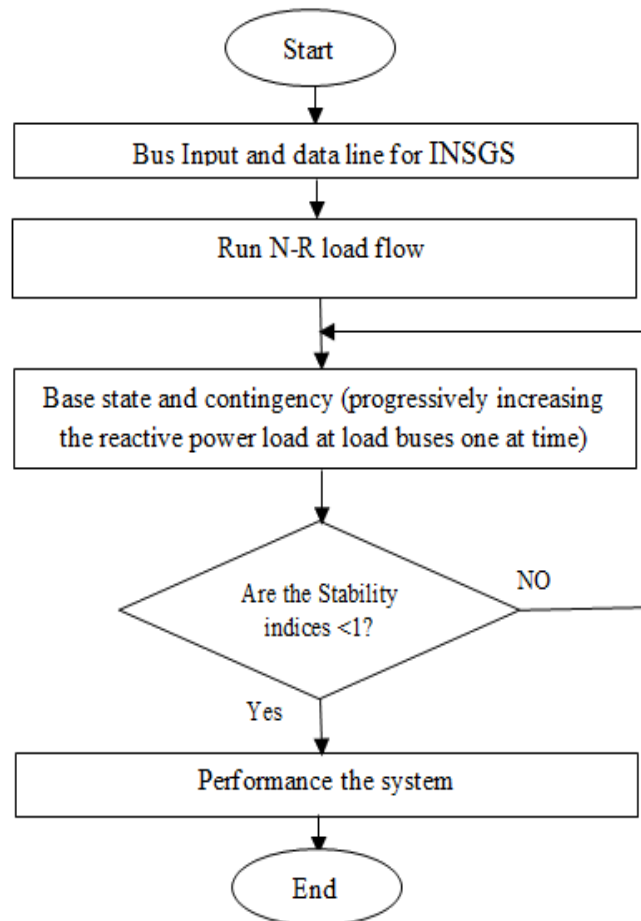 Start
Bus Input and data line for INSGS
Run N-R load flow
Base state and contingency (progressively increasing
the reactive power load at load buses one at time)
Are the Stability
indices <1?
NO
Yes
Performance the system
End